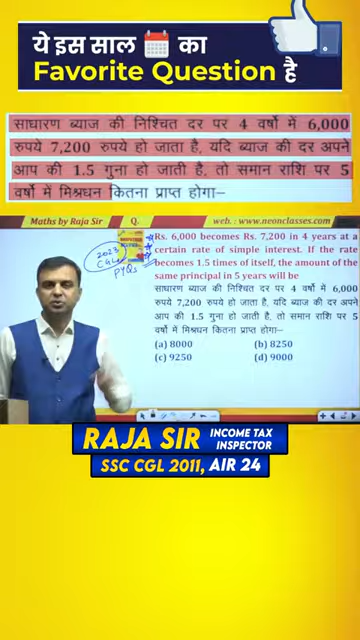 ये इस साल का
Favorite Question है
साधारण ब्याज की निश्चित दर पर 4 वर्षो में 6,000
रुपये 7,200 रुपये हो जाता है, यदि ब्याज की दर अपने
आप की 1.5 गुना हो जाती है, तो समान राशि पर 5
वर्षो में मिश्रधन कितना प्राप्त होगा–
Maths by Raja Sir Q. web. : www.neonclasses.com
2023
CGL
PYQs
Rs. 6,000 becomes Rs. 7,200 in 4 years at a
certain rate of simple interest. If the rate
becomes 1.5 times of itself, the amount of the
same principal in 5 years will be
साधारण ब्याज की निश्चित दर पर 4 वर्षो में 6,000
रुपये 7,200 रुपये हो जाता है, यदि ब्याज की दर अपने
आप की 1.5 गुना हो जाती है, तो समान राशि पर 5
वर्षो में मिश्रधन कितना प्राप्त होगा–
(a) 8000 (b) 8250
(c) 9250 (d) 9000
RAJA SIR INCOME TAX INSPECTOR
SSC CGL 2011, AIR 24